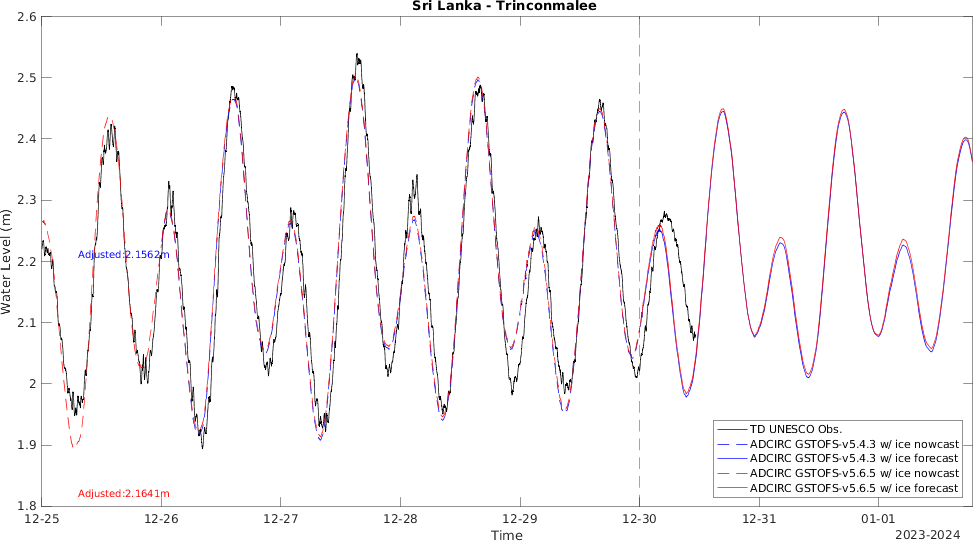 Sri Lanka - Trinconmalee
2.6
2.5
2.4
2.3
2.2
2.1
2
1.9
1.8
Water Level (m)
Adjusted:2.1562m
Adjusted:2.1641m
TD UNESCO Obs.
ADCIRC GSTOFS-v5.4.3 w/ ice nowcast
ADCIRC GSTOFS-v5.4.3 w/ ice forecast
ADCIRC GSTOFS-v5.6.5 w/ ice nowcast
ADCIRC GSTOFS-v5.6.5 w/ ice forecast
12-25 12-26 12-27 12-28 12-29 12-30 12-31 01-01
Time
2023-2024